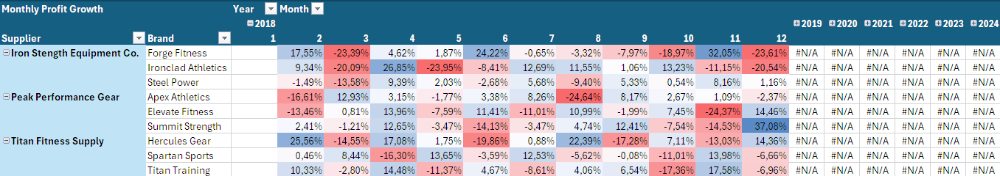 Monthly Profit Growth Year Month
2018 2019 2020 2021 2022 2023 2024
Supplier Brand 1 2 3 4 5 6 7 8 9 10 11 12
Iron Stength Equipment Co. Forge Fitness 17,55% -23,39% 4,62% 1,87% 24,22% -0,65% -3,32% -7,97% -18,97% 32,05% -23,61% #N/A #N/A #N/A #N/A #N/A #N/A
Ironclad Athletics 9,34% -20,09% 26,85% -23,95% -8,41% 12,69% 11,55% 1,06% 13,23% -11,15% -20,54% #N/A #N/A #N/A #N/A #N/A #N/A
Steel Power -1,49% -13,58% 9,39% 2,03% -2,68% 5,68% -9,40% 5,33% 0,54% 8,16% 1,16% #N/A #N/A #N/A #N/A #N/A #N/A
Peak Performance Gear Apex Athletics -16,61% 12,93% 3,15% -1,77% 3,38% 8,26% -24,64% 8,17% 2,67% 1,09% -2,37% #N/A #N/A #N/A #N/A #N/A #N/A
Elevate Fitness -13,46% 0,81% 13,96% -7,59% 11,41% -11,01% 10,99% -1,99% 7,45% -24,37% 14,46% #N/A #N/A #N/A #N/A #N/A #N/A
Summit Strength 2,41% -1,21% 12,65% -3,47% -14,13% -3,47% 4,74% 12,41% -7,54% -14,53% 37,08% #N/A #N/A #N/A #N/A #N/A #N/A
Titan Fitness Supply Hercules Gear 25,56% -14,55% 17,08% 1,75% -19,86% 0,88% 22,39% -17,28% 7,11% -13,03% 14,36% #N/A #N/A #N/A #N/A #N/A #N/A
Spartan Sports 0,46% 8,44% -16,30% 13,65% -3,59% 12,53% -5,62% -0,08% -11,01% 13,98% -6,66% #N/A #N/A #N/A #N/A #N/A #N/A
Titan Training 10,33% -2,80% 14,48% -11,37% 4,67% -8,61% 4,06% 6,54% -17,36% 17,58% -6,96% #N/A #N/A #N/A #N/A #N/A #N/A